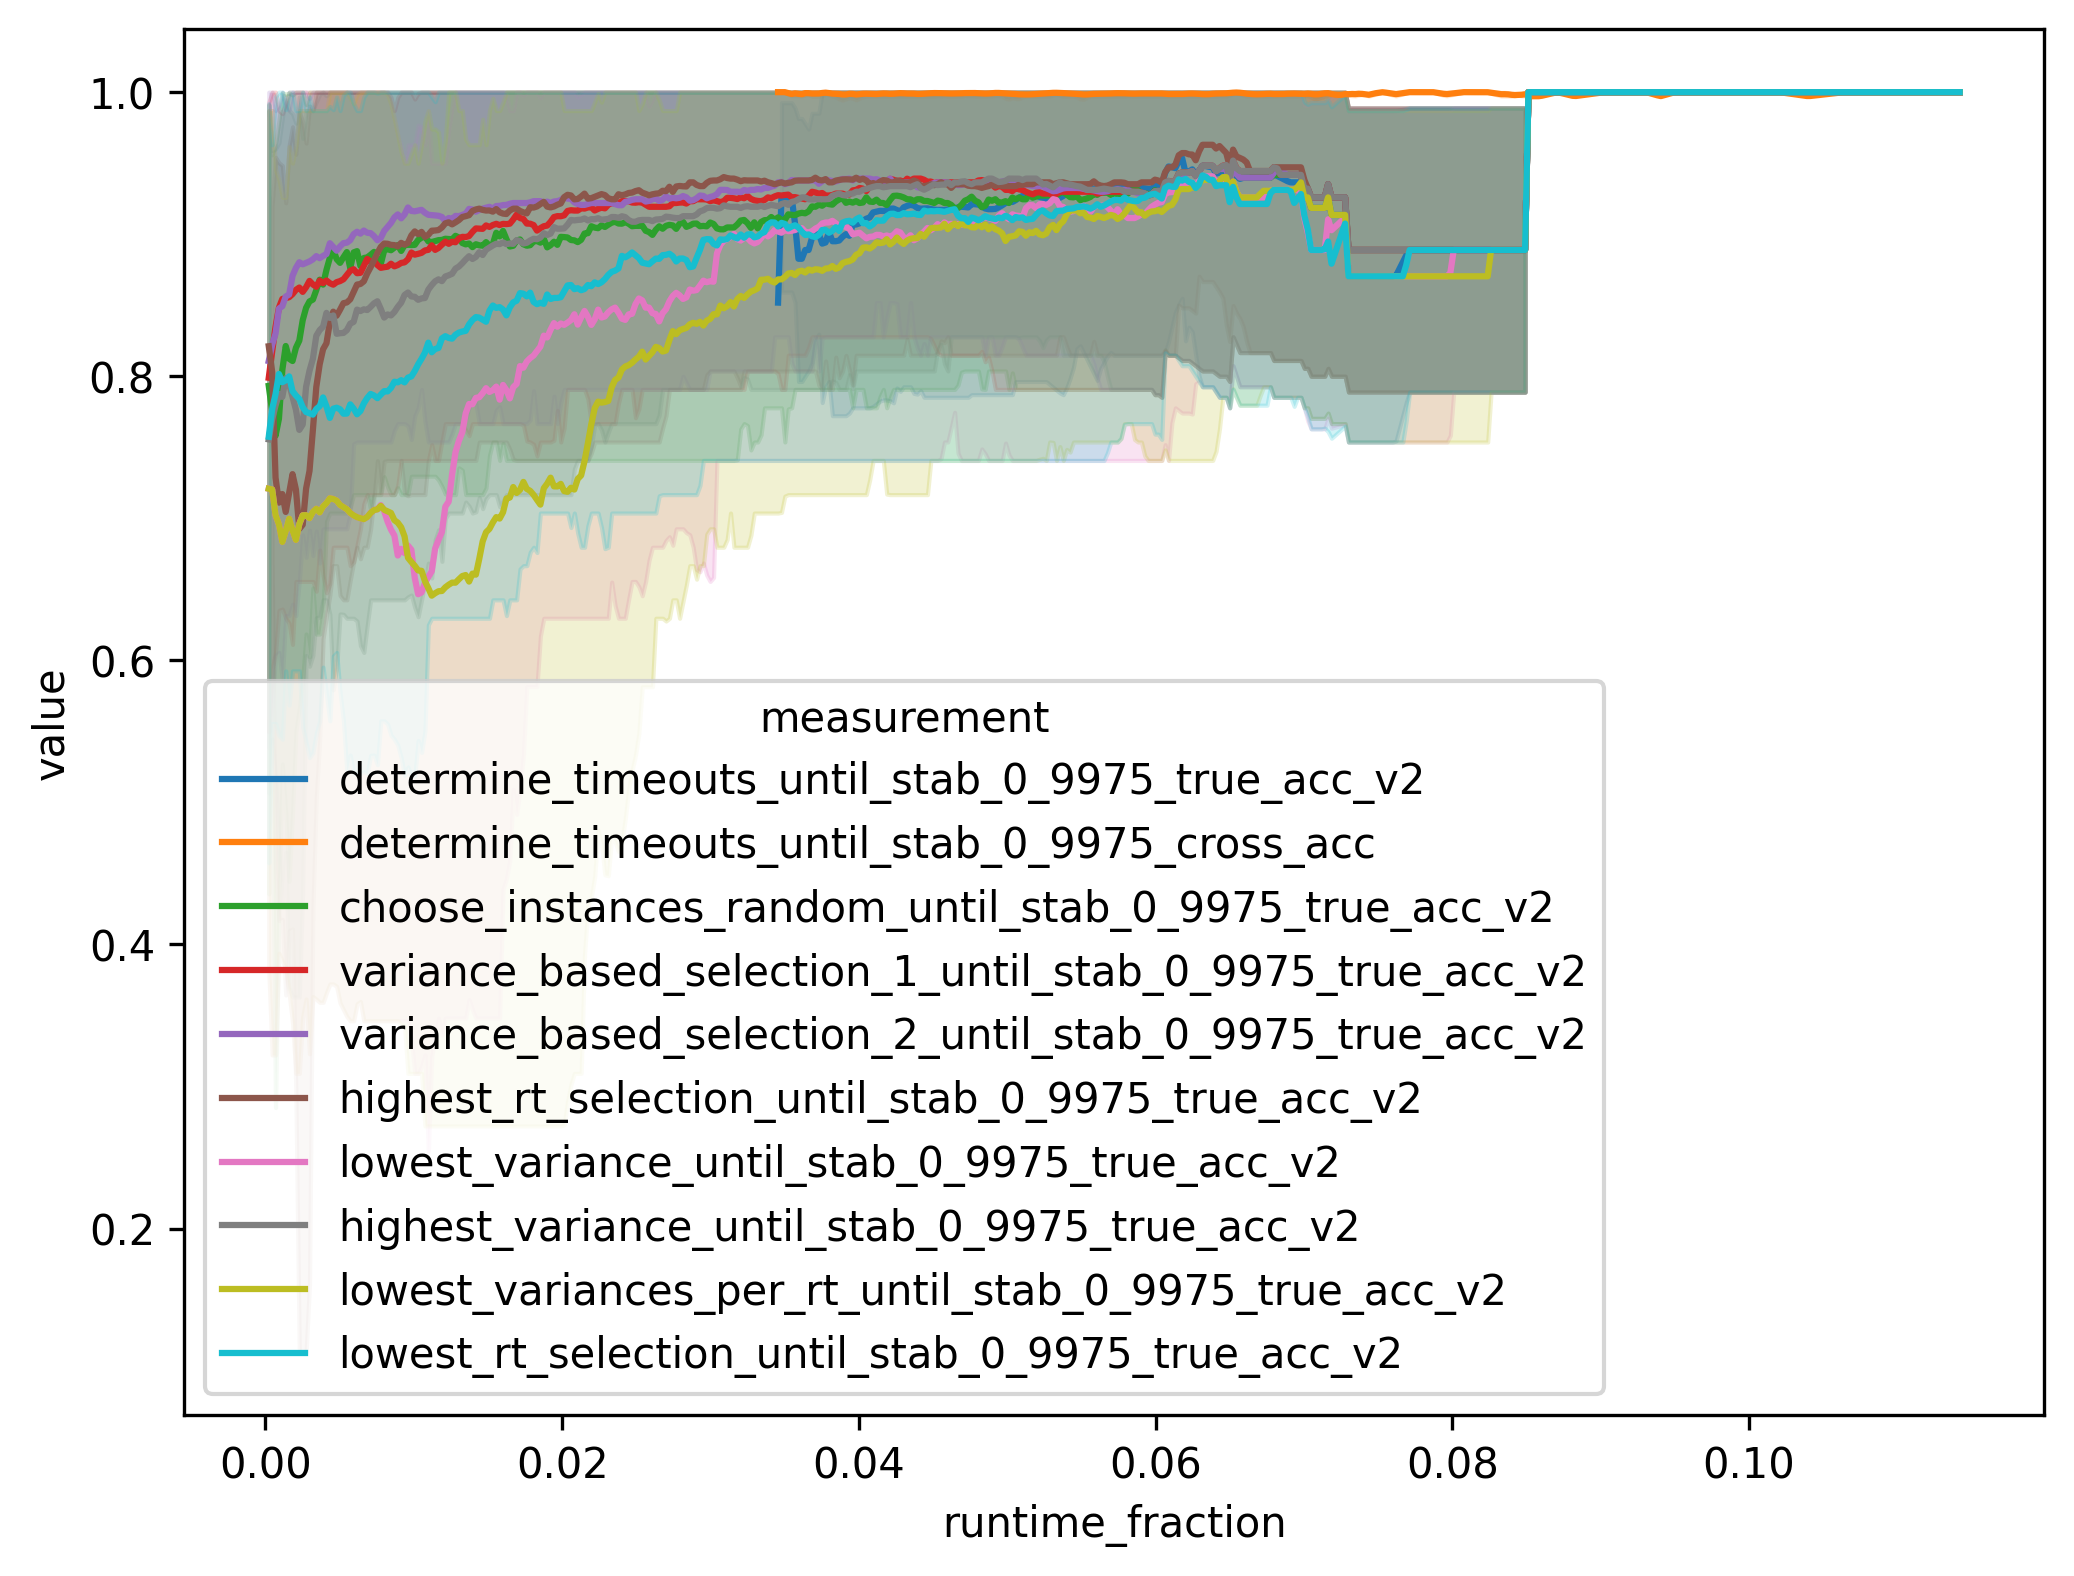 1.0
0.8
0.6
0.4
0.2
value
measurement
determine_timeouts_until_stab_0_9975_true_acc_v2
determine_timeouts_until_stab_0_9975_cross_acc
choose_instances_random_until_stab_0_9975_true_acc_v2
variance_based_selection_1_until_stab_0_9975_true_acc_v2
variance_based_selection_2_until_stab_0_9975_true_acc_v2
highest_rt_selection_until_stab_0_9975_true_acc_v2
lowest_variance_until_stab_0_9975_true_acc_v2
highest_variance_until_stab_0_9975_true_acc_v2
lowest_variances_per_rt_until_stab_0_9975_true_acc_v2
lowest_rt_selection_until_stab_0_9975_true_acc_v2
0.00 0.02 0.04 0.06 0.08 0.10
runtime_fraction